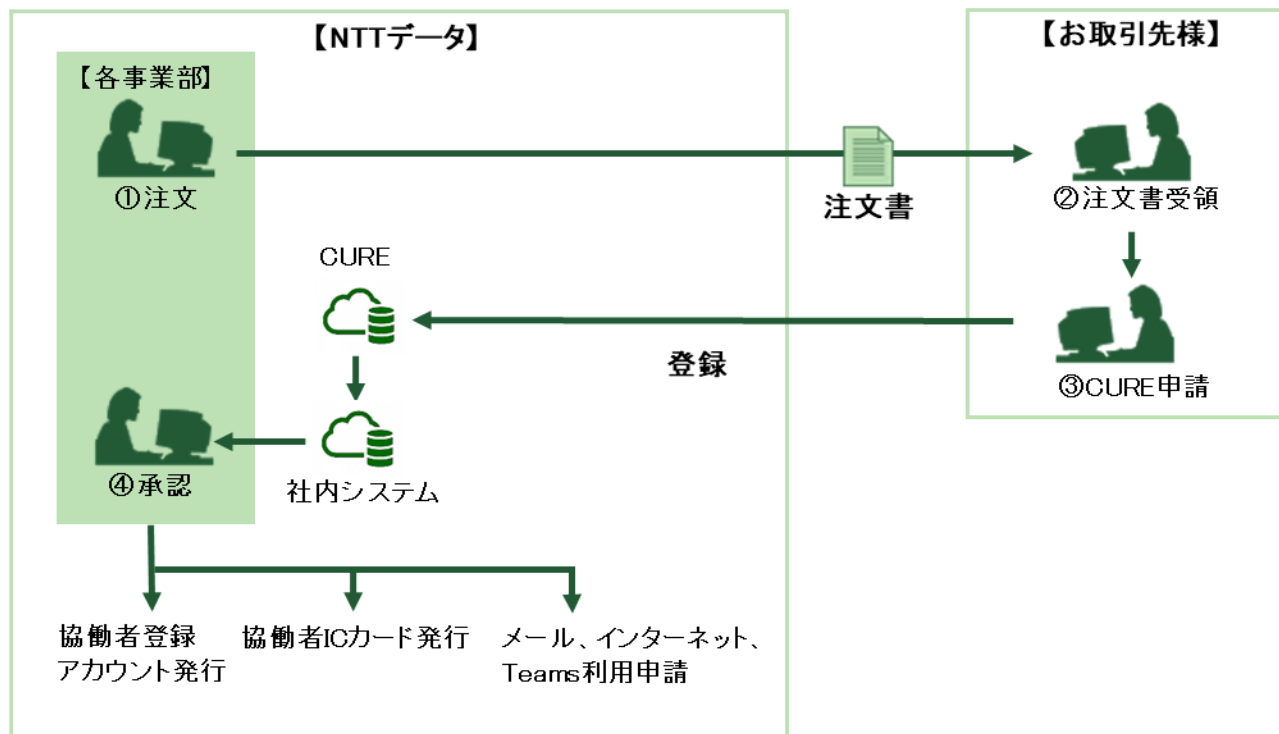 【NTTデータ】
【お取引先様】
【各事業部】
①注文
注文書
②注文書受領
CURE
登録
③CURE申請
④承認
社内システム
協働者登録
アカウント発行
協働者ICカード発行
メール、インターネット、
Teams利用申請